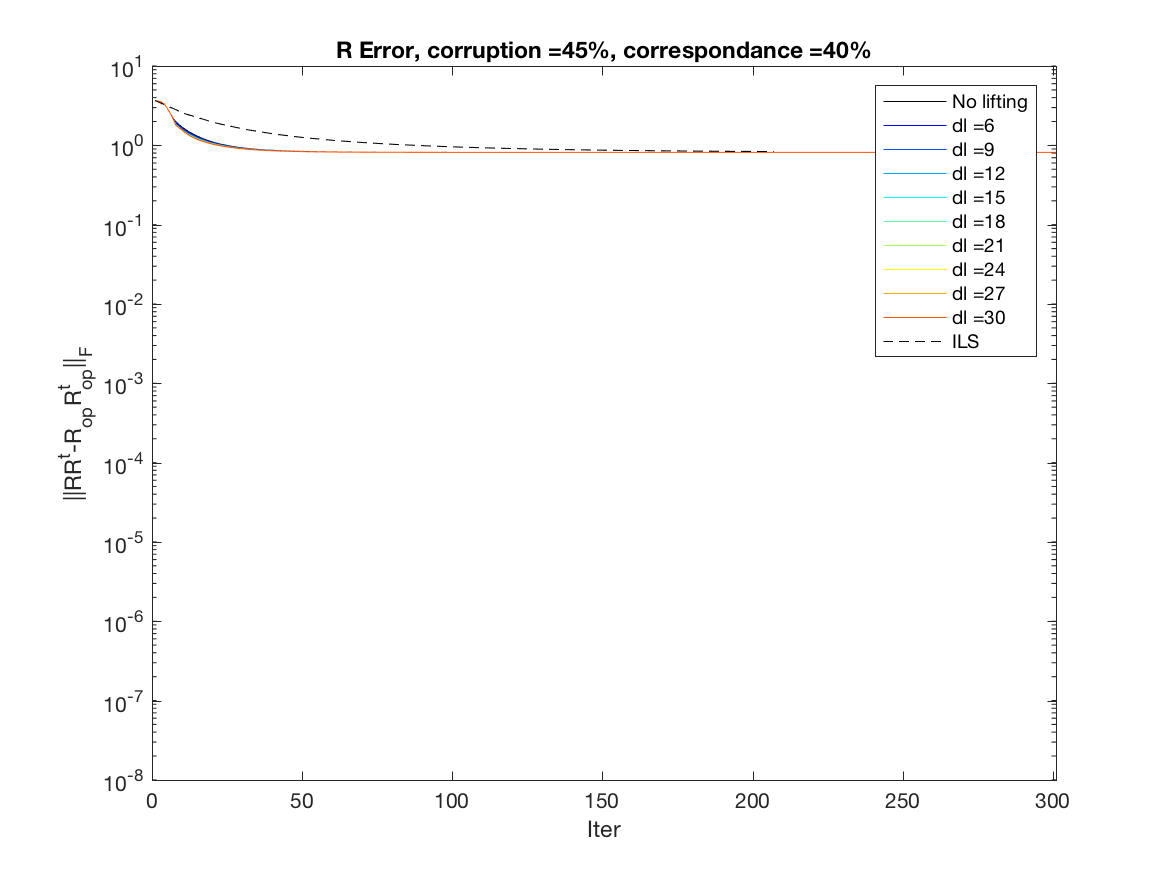 R Error, corruption =45%, correspondance =40%
10^1
10^0
10^-1
10^-2
10^-3
10^-4
10^-5
10^-6
10^-7
10^-8
||RR^t-R_op R^t_op||_F
No lifting
dl =6
dl =9
dl =12
dl =15
dl =18
dl =21
dl =24
dl =27
dl =30
ILS
0 50 100 150 200 250 300
Iter